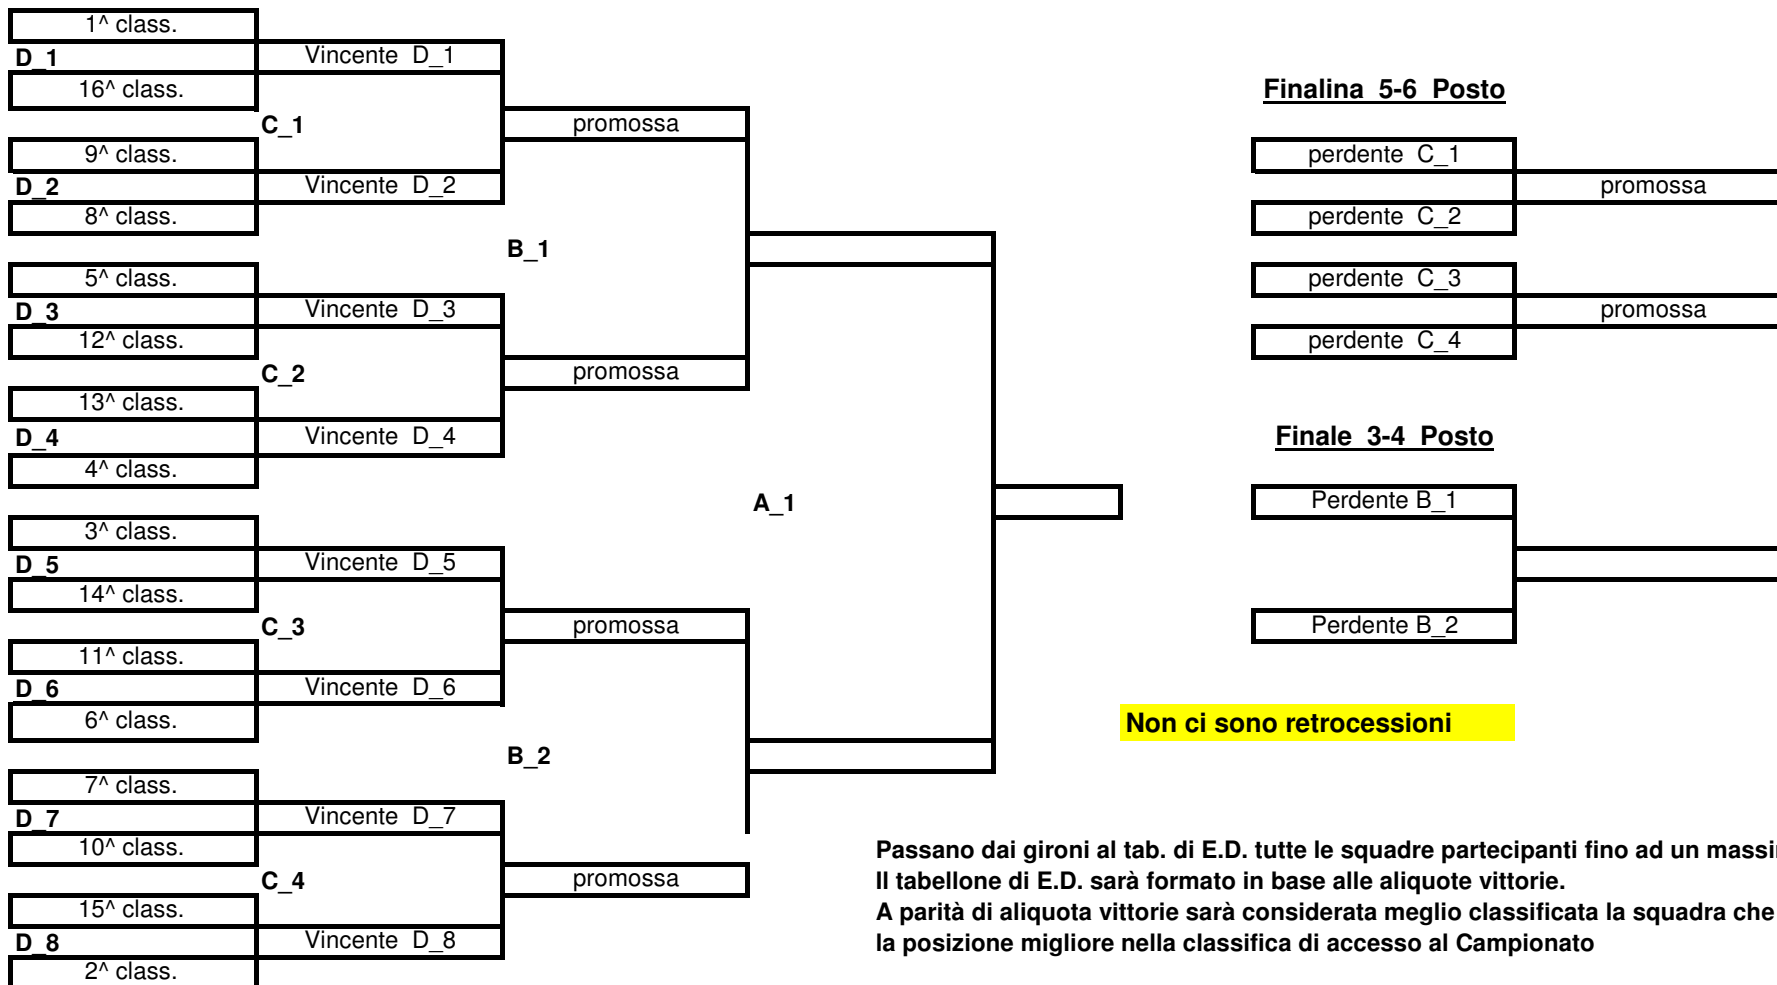 1^ class.
D_1
Vincente D_1
16^ class.
C_1
promossa
9^ class.
D_2
Vincente D_2
8^ class.
B_1
5^ class.
D_3
Vincente D_3
12^ class.
C_2
promossa
13^ class.
D_4
Vincente D_4
4^ class.
A_1
3^ class.
D_5
Vincente D_5
14^ class.
C_3
promossa
11^ class.
D_6
Vincente D_6
6^ class.
B_2
7^ class.
D_7
Vincente D_7
10^ class.
C_4
promossa
15^ class.
D_8
Vincente D_8
2^ class.
Finalina 5-6 Posto
perdente C_1
promossa
perdente C_2
perdente C_3
promossa
perdente C_4
Finale 3-4 Posto
Perdente B_1
Perdente B_2
Non ci sono retrocessioni
Passano dai gironi al tab. di E.D. tutte le squadre partecipanti fino ad un
Il tabellone di E.D. sarà formato in base alle aliquote vittorie.
A parità di aliquota vittorie sarà considerata meglio classificata la squadra che
la posizione migliore nella classifica di accesso al Campionato